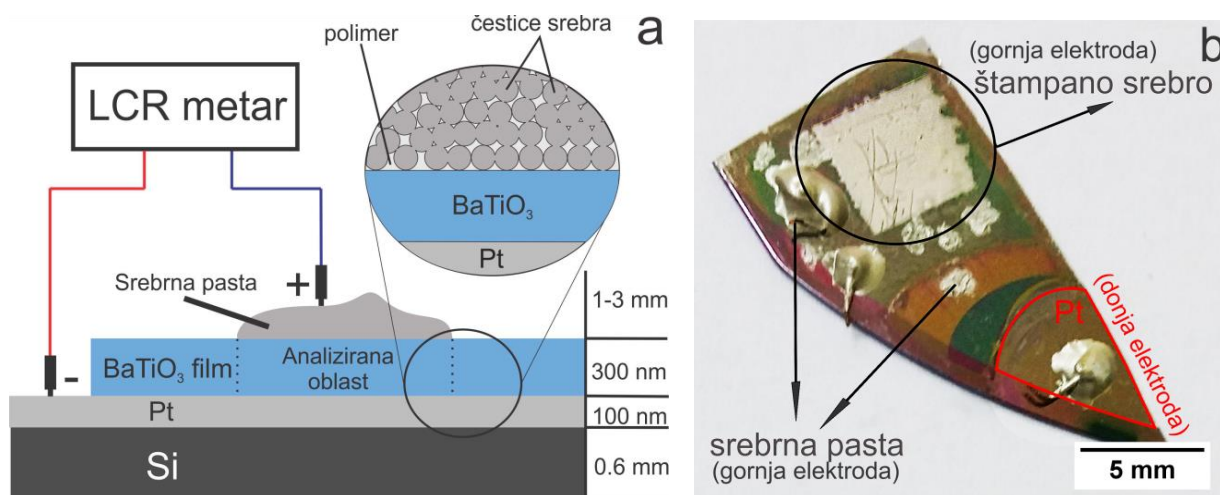 a
čestice srebra
polimer
LCR metar
BaTiO3
Pt
Srebrna pasta
+
-
1-3 mm
BaTiO3 film
Analizirana
oblast
300 nm
Pt
100 nm
Si
0.6 mm
b
(gornja elektroda)
štampano srebro
Pt
(donja elektroda)
srebrna pasta
(gornja elektroda)
5 mm